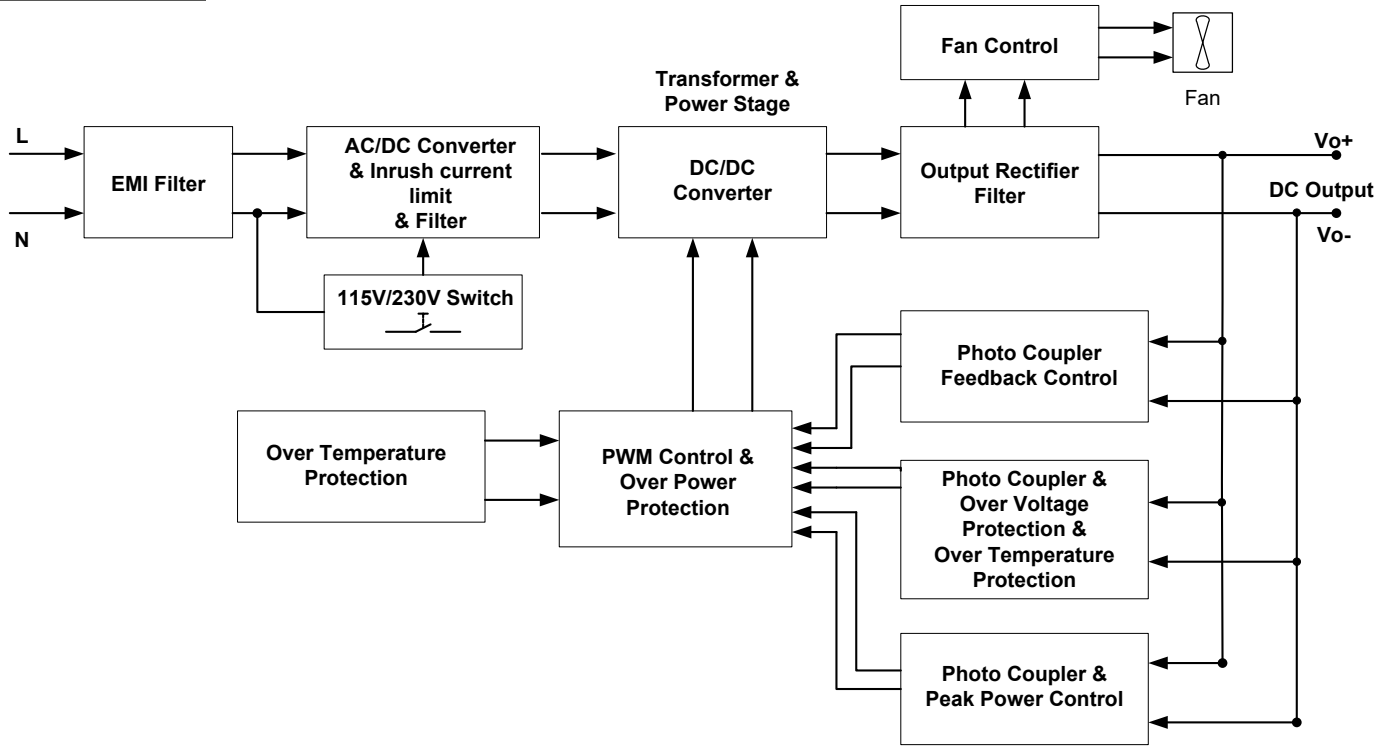 Fan Control
Fan
Transformer &
Power Stage
L
N
EMI Filter
AC/DC Converter
& Inrush current
limit
& Filter
DC/DC
Converter
Output Rectifier
Filter
Vo+
DC Output
Vo-
115V/230V Switch
Photo Coupler
Feedback Control
Over Temperature
Protection
PWM Control &
Over Power
Protection
Photo Coupler &
Over Voltage
Protection &
Over Temperature
Protection
Photo Coupler &
Peak Power Control